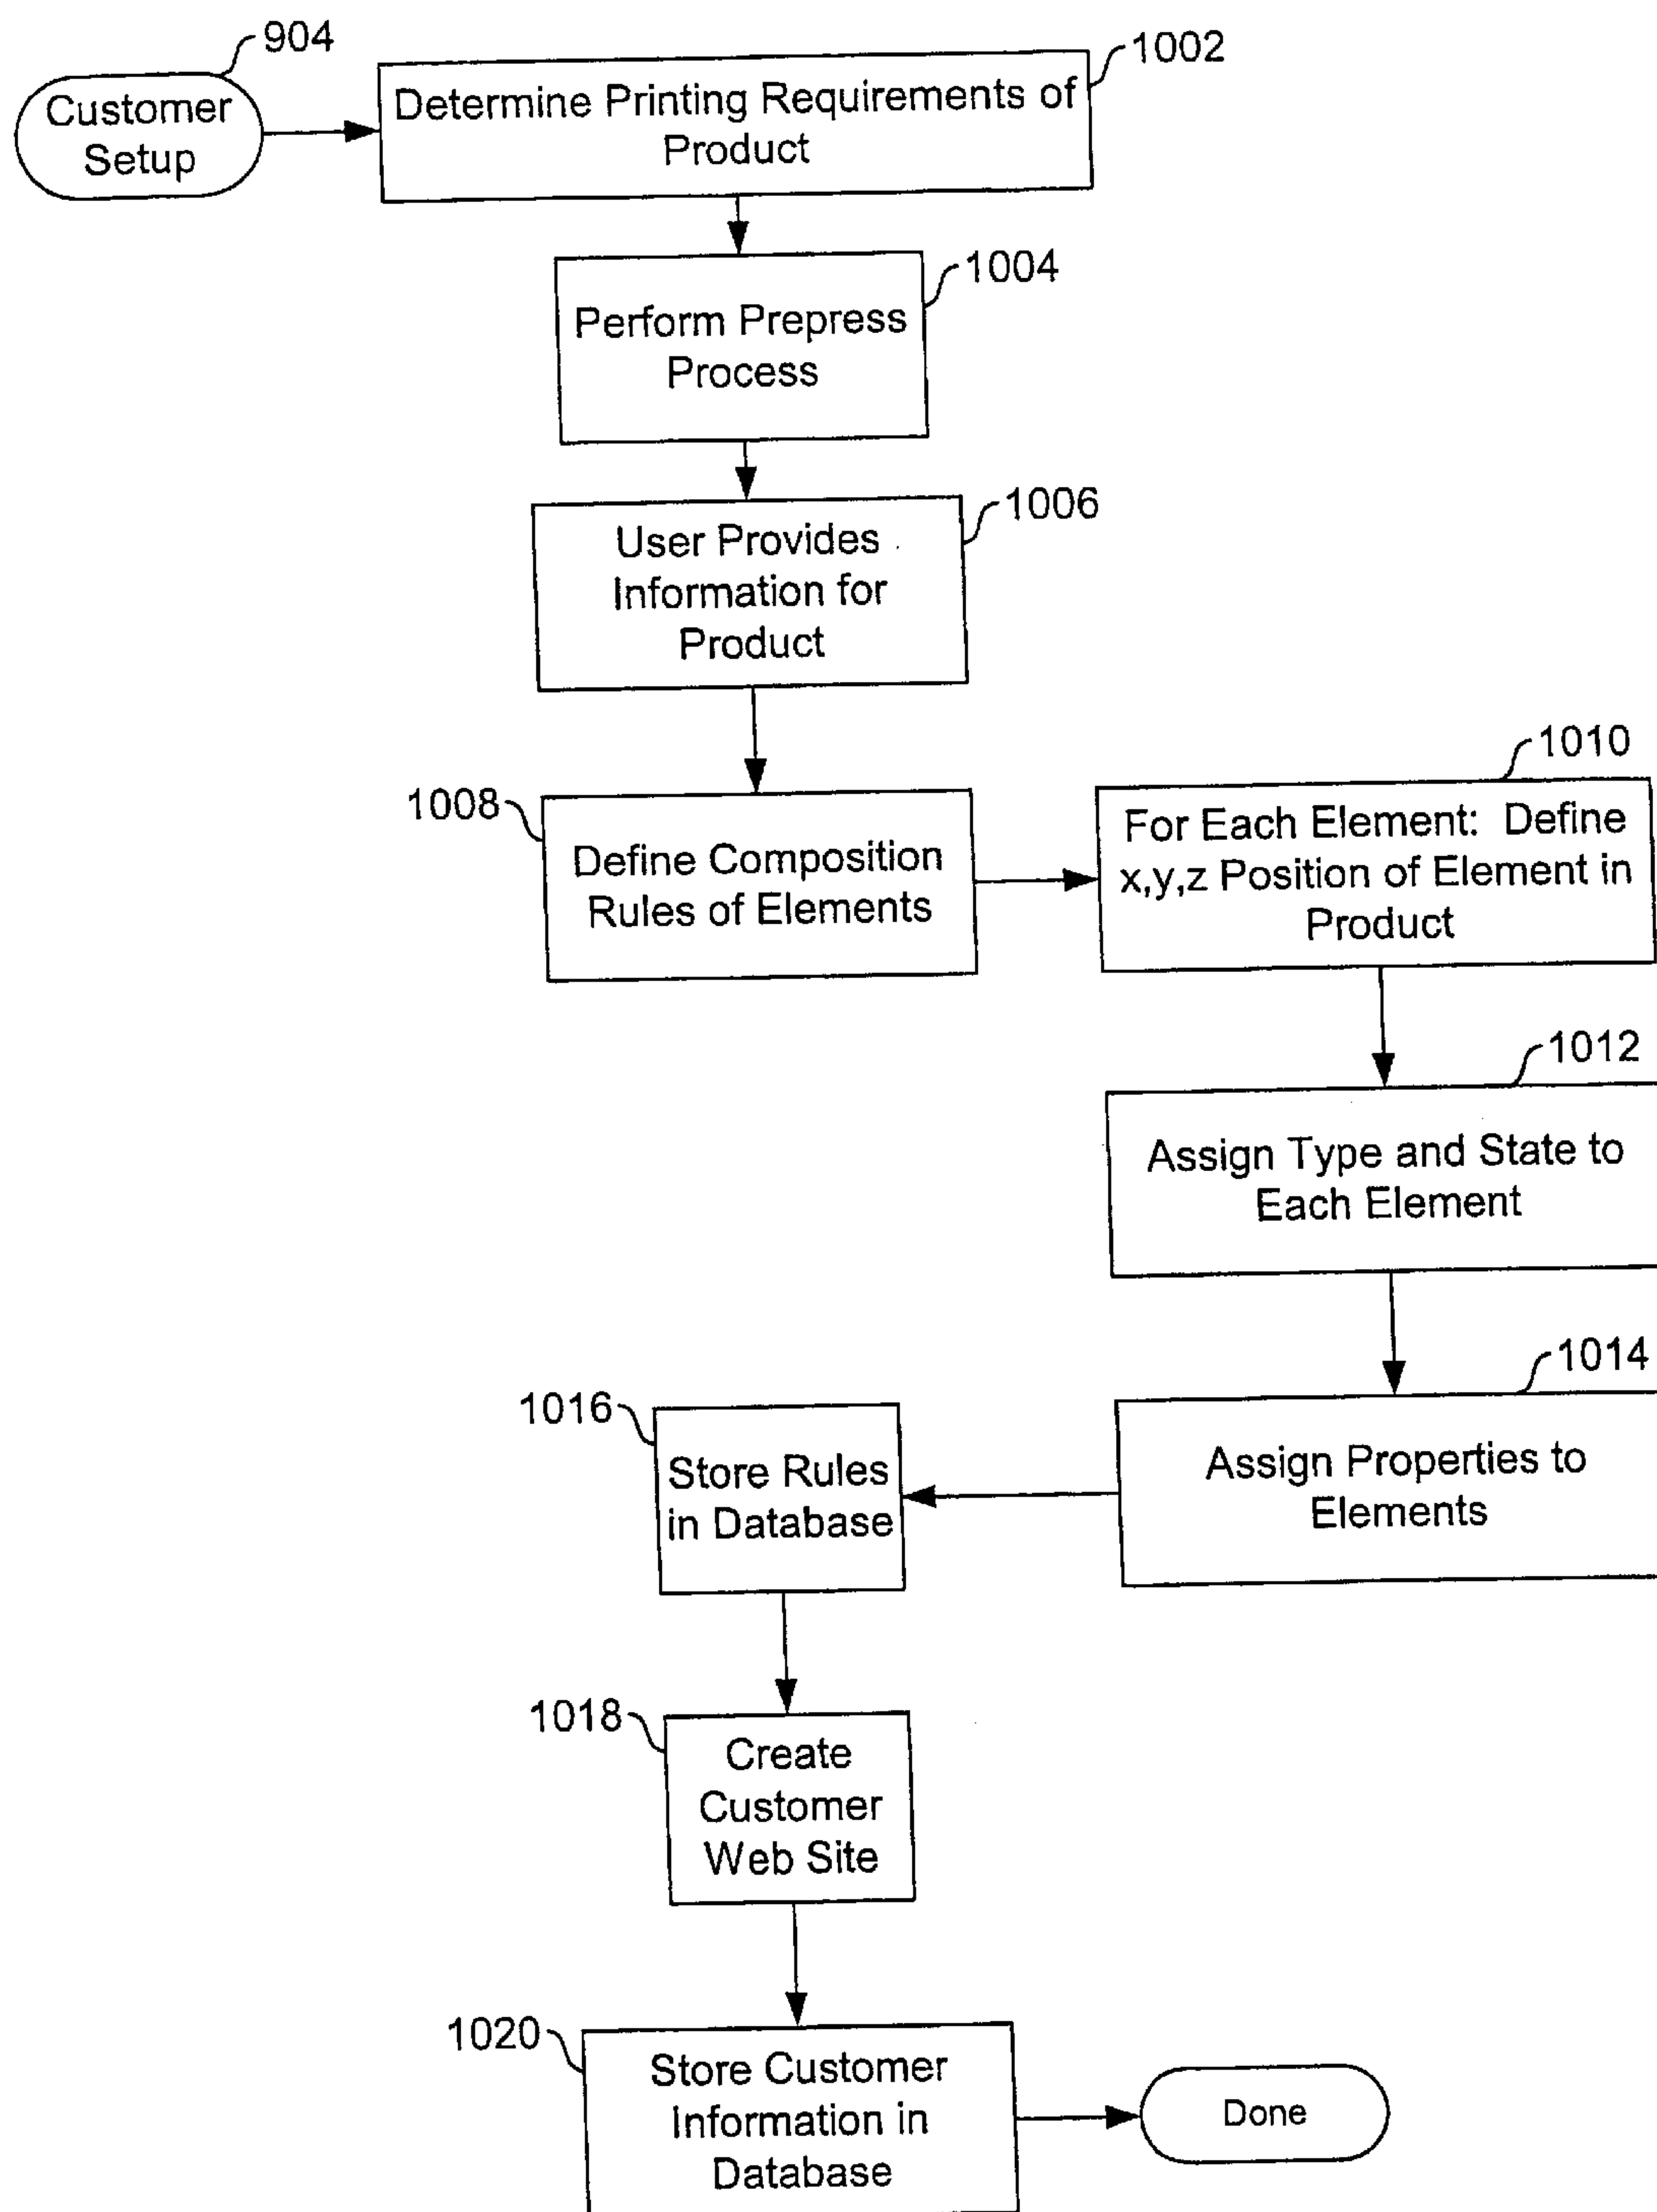 904
Customer
Setup
1002
Determine Printing Requirements of
Product
1004
Perform Prepress
Process
1006
User Provides
Information for
Product
1008
Define Composition
Rules of Elements
1010
For Each Element: Define
x,y,z Position of Element in
Product
1012
Assign Type and State to
Each Element
1014
Assign Properties to
Elements
1016
Store Rules
in Database
1018
Create
Customer
Web Site
1020
Store Customer
Information in
Database
Done